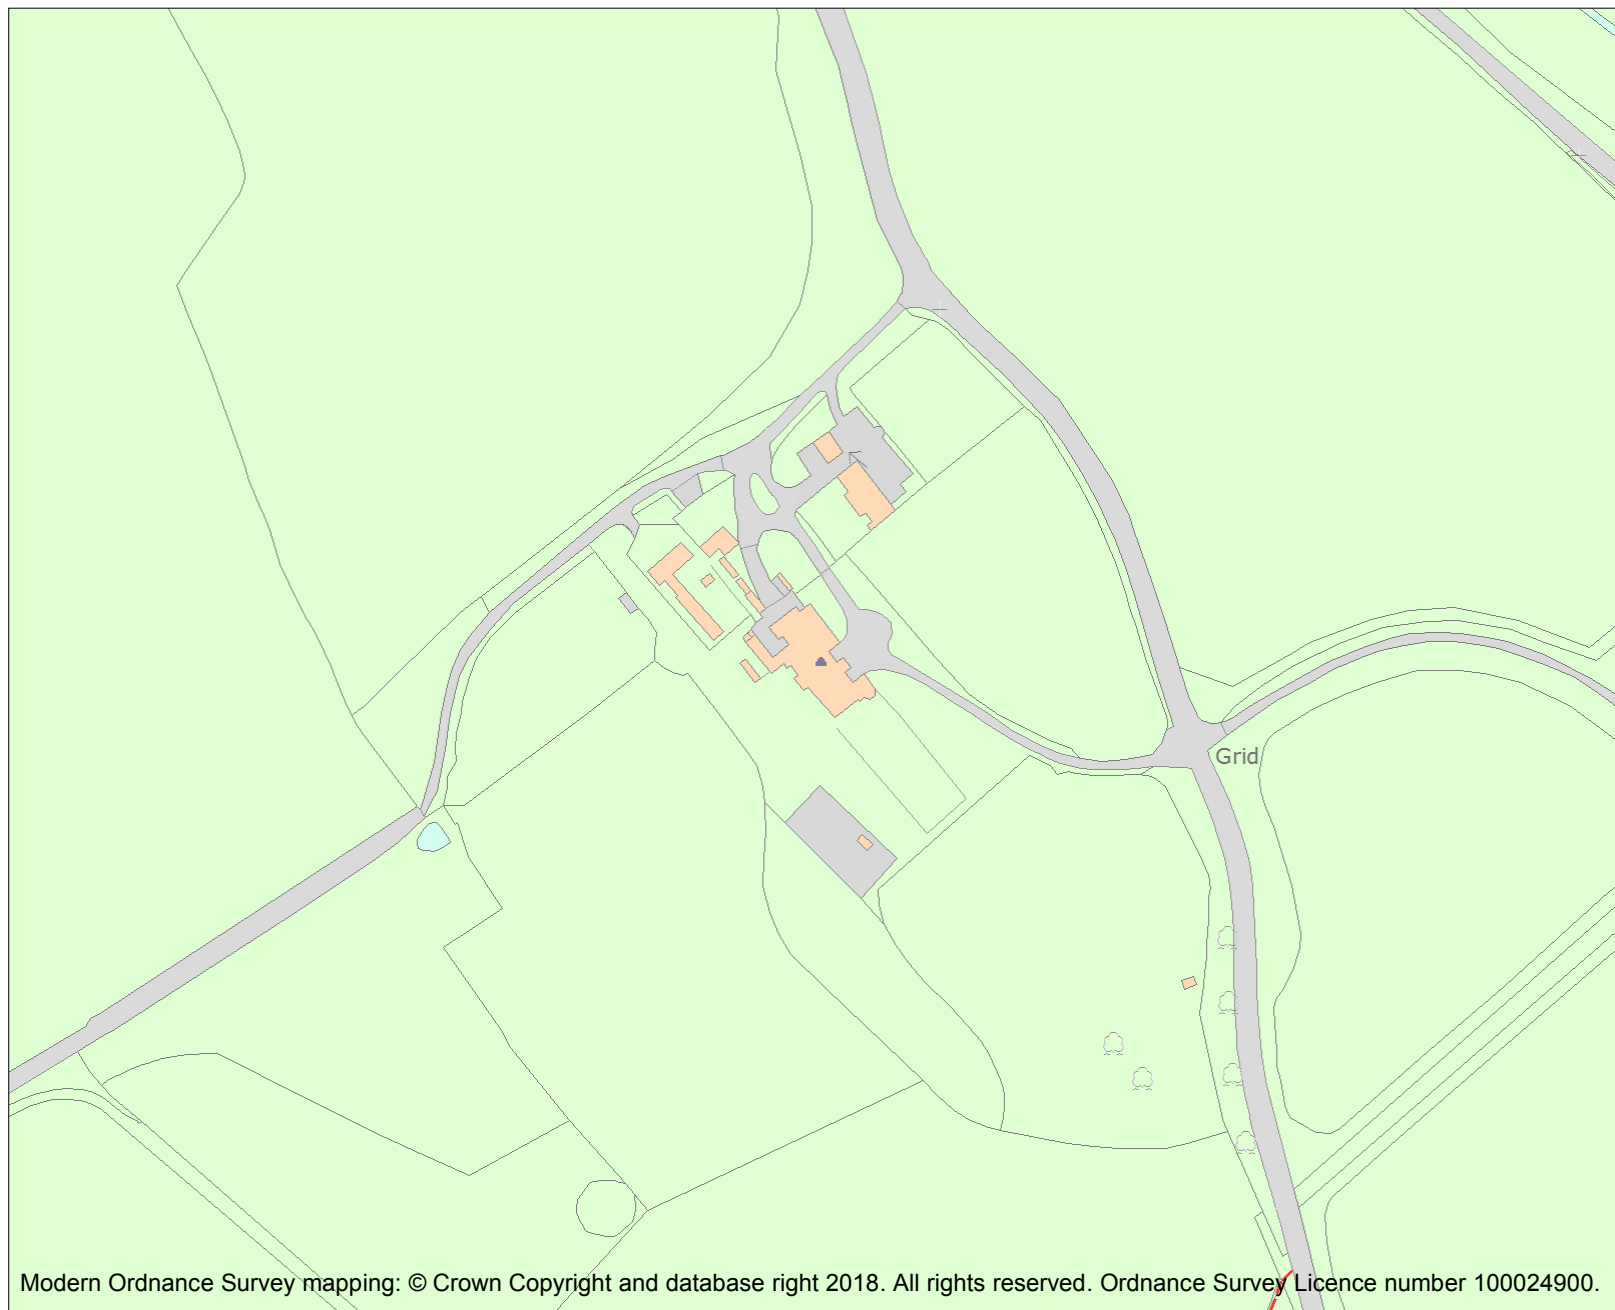 Grid
Modern Ordnance Survey mapping: © Crown Copyright and database right 2018. All rights reserved. Ordnance Survey Licence number 100024900.